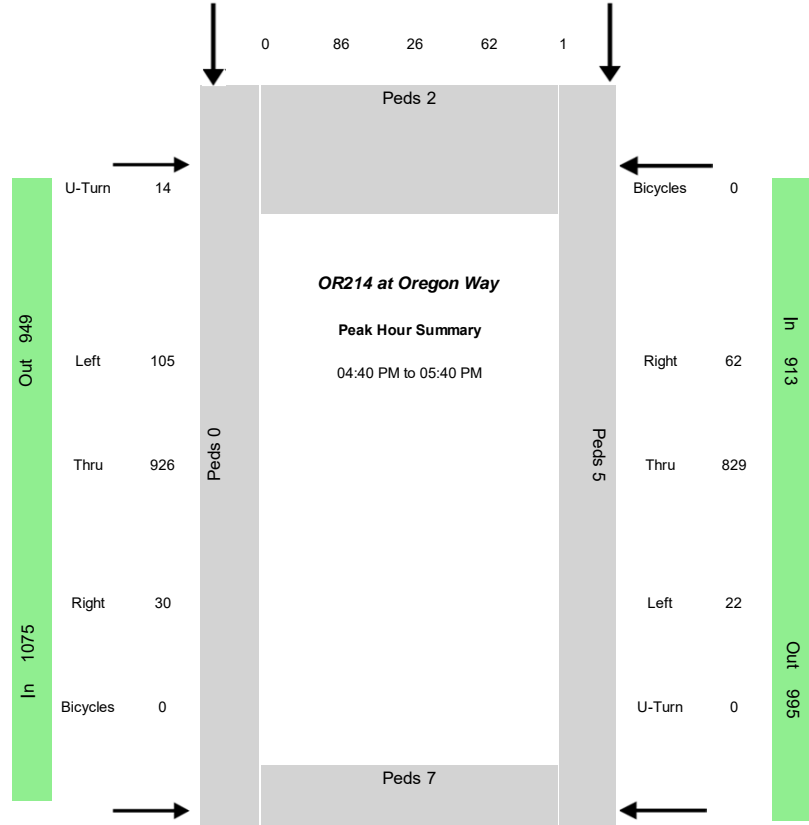 0 86 26 62 1
Peds 2
U-Turn 14
Bicycles 0
OR214 at Oregon Way
Peak Hour Summary
04:40 PM to 05:40 PM
Out 949
In 913
Left 105
Right 62
Peds 0
Peds 5
Thru 926
Thru 829
Right 30
Left 22
In 1075
Out 995
Bicycles 0
U-Turn 0
Peds 7